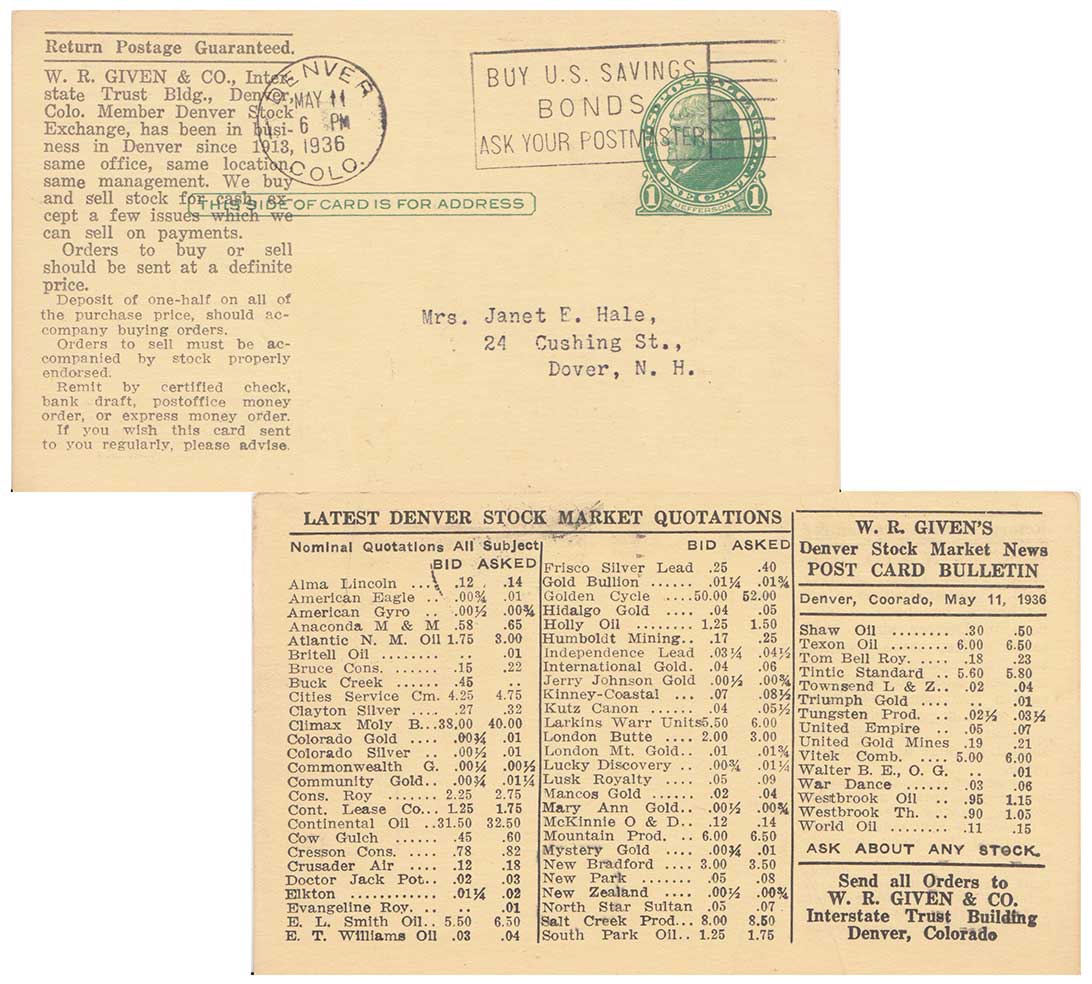 Return Postage Guaranteed.
W. R. GIVEN & CO., Inter-
state Trust Bldg., Denver,
Colo. Member Denver Stock
Exchange, has been in busi-
ness in Denver since 1913,
same office, same location,
same management. We buy
and sell stock for cash, ex-
cept a few issues which we
can sell on payments.
Orders to buy or sell
should be sent at a definite
price.
Deposit of one-half on all of
the purchase price, should ac-
company buying orders.
Orders to sell must be ac-
companied by stock properly
endorsed.
Remit by certified check,
bank draft, postoffice money
order, or express money order.
If you wish this card sent
to you regularly, please advise.
DENVER
MAY 11
6 PM
1936
COLO.
BUY U.S. SAVINGS
BONDS
ASK YOUR POSTMASTER
U.S. POSTAL CARD
ONE CENT
1 JEFFERSON 1
THIS SIDE OF CARD IS FOR ADDRESS
Mrs. Janet E. Hale,
24 Cushing St.,
Dover, N. H.
LATEST DENVER STOCK MARKET QUOTATIONS
Nominal Quotations All Subject
BID ASKED
Alma Lincoln .... .12 .14
American Eagle .. .00¾ .01
American Gyro .. .00½ .00¾
Anaconda M & M .58 .65
Atlantic N. M. Oil 1.75 3.00
Britell Oil ....... .. .01
Bruce Cons. ...... .15 .22
Buck Creek ...... .45 ..
Cities Service Cm. 4.25 4.75
Clayton Silver .... .27 .32
Climax Moly B...38.00 40.00
Colorado Gold .... .00¾ .01
Colorado Silver .. .00½ .01
Commonwealth G. .00¼ .00½
Community Gold.. .00¾ .01¼
Cons. Roy ....... 2.25 2.75
Cont. Lease Co... 1.25 1.75
Continental Oil ..31.50 32.50
Cow Gulch ...... .45 .60
Cresson Cons. .... .78 .82
Crusader Air .... .12 .18
Doctor Jack Pot.. .02 .03
Elkton ............ .01¼ .02
Evangeline Roy. .. .. .01
E. L. Smith Oil.. 5.50 6.50
E. T. Williams Oil .03 .04
BID ASKED
Frisco Silver Lead .25 .40
Gold Bullion ...... .01¼ .01¾
Golden Cycle ....50.00 52.00
Hidalgo Gold .... .04 .05
Holly Oil ........ 1.25 1.50
Humboldt Mining.. .17 .25
Independence Lead .03¼ .04½
International Gold. .04 .06
Jerry Johnson Gold .00½ .00¾
Kinney-Coastal ... .07 .08½
Kutz Canon ...... .04 .05½
Larkins Warr Units5.50 6.00
London Butte .... 2.00 3.00
London Mt. Gold.. .01 .01¾
Lucky Discovery .. .00¾ .01¼
Lusk Royalty .... .05 .09
Mancos Gold ..... .02 .04
Mary Ann Gold.. .00½ .00¾
McKinnie O & D.. .12 .14
Mountain Prod. .. 6.00 6.50
Mystery Gold .... .00¾ .01
New Bradford .... 3.00 3.50
New Park ....... .05 .08
New Zealand .... .00½ .00¾
North Star Sultan .05 .07
Salt Creek Prod... 8.00 8.50
South Park Oil.. 1.25 1.75
W. R. GIVEN'S
Denver Stock Market News
POST CARD BULLETIN
Denver, Coorado, May 11, 1936
Shaw Oil ........ .30 .50
Texon Oil ....... 6.00 6.50
Tom Bell Roy. .... .18 .23
Tintic Standard .. 5.60 5.80
Townsend L & Z.. .02 .04
Triumph Gold .... .. .01
Tungsten Prod. .. .02½ .03½
United Empire .. .05 .07
United Gold Mines .19 .21
Vitek Comb. .... 5.00 6.00
Walter B. E., O. G. .. .01
War Dance ...... .03 .06
Westbrook Oil .. .95 1.15
Westbrook Th. .. .90 1.05
World Oil ........ .11 .15
ASK ABOUT ANY STOCK.
Send all Orders to
W. R. GIVEN & CO.
Interstate Trust Building
Denver, Colorado